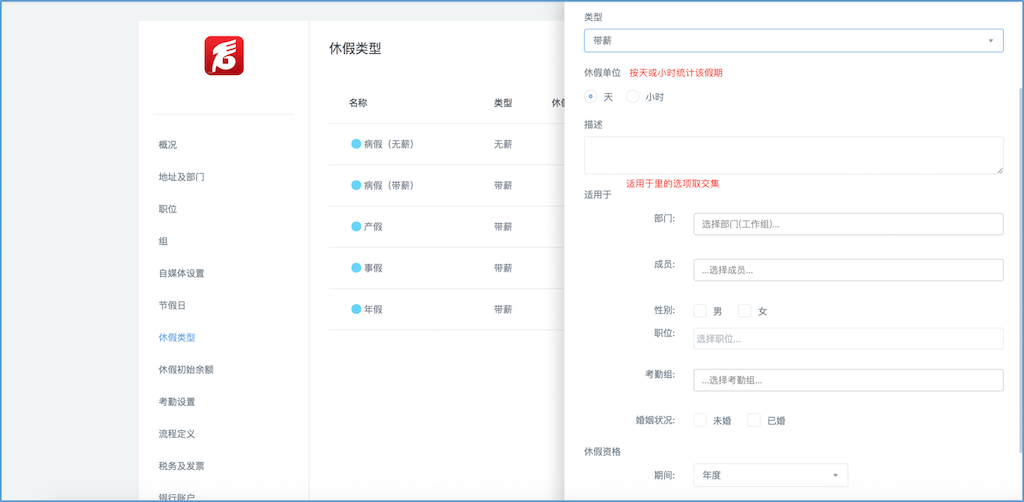 概况
地址及部门
职位
组
自媒体设置
节假日
休假类型
休假初始余额
考勤设置
流程定义
税务及发票
银行账户
休假类型
名称 类型
病假（无薪） 无薪
病假（带薪） 带薪
产假 带薪
事假 带薪
年假 带薪
类型
带薪
休假单位 按天或小时统计该假期
天 小时
描述
适用于里的选项取交集
适用于
部门: 选择部门(工作组)...
成员: ...选择成员...
性别: 男 女
职位: 选择职位...
考勤组: ...选择考勤组...
婚姻状况: 未婚 已婚
休假资格
期间: 年度